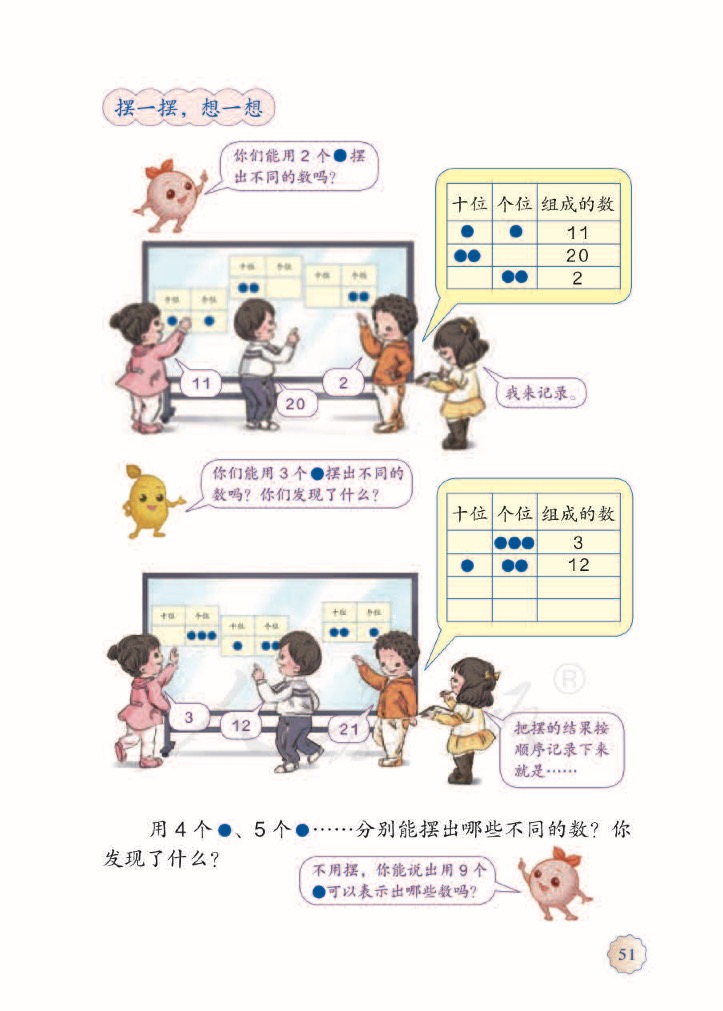 摆一摆，想一想
你们能用 2 个●摆
出不同的数吗？
十位 个位 组成的数
● ● 11
●● 20
●● 2
十位 个位
十位 个位
十位 个位
11
20
2
我来记录。
你们能用 3 个●摆出不同的
数吗？你们发现了什么？
十位 个位 组成的数
●●● 3
● ●● 12
十位 个位
十位 个位
十位 个位
3
12
21
把摆的结果按
顺序记录下来
就是……
®
用 4 个●、5 个●……分别能摆出哪些不同的数？你
发现了什么？
不用摆，你能说出用 9 个
●可以表示出哪些数吗？
51